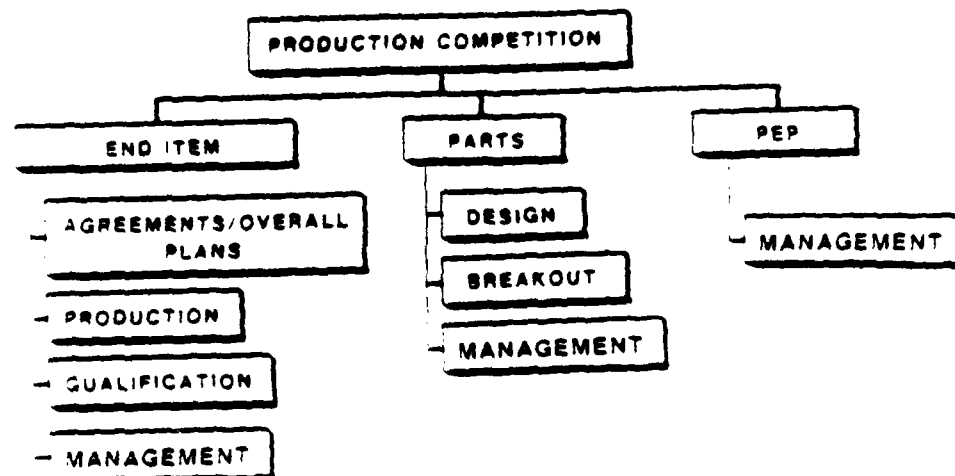 PRODUCTION COMPETITION
END ITEM
AGREEMENTS/OVERALL
PLANS
PRODUCTION
QUALIFICATION
MANAGEMENT
PARTS
DESIGN
BREAKOUT
MANAGEMENT
PEP
MANAGEMENT